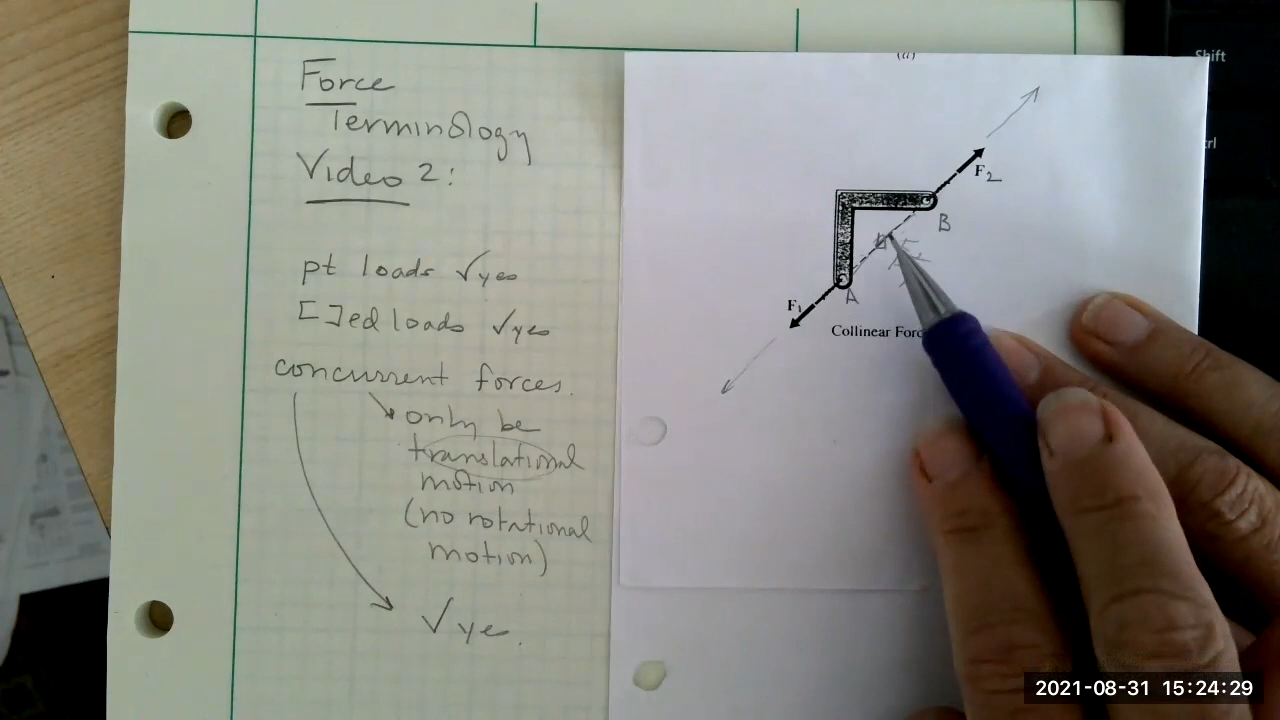 Force
Terminology
Video 2:
pt loads √yes
[ ]ed loads √yes
concurrent forces.
only be
translational
motion
(no rotational
motion)
√ yes.
(a)
F2
B
A
F1
Collinear Forc
Shift
trl
2021-08-31 15:24:29